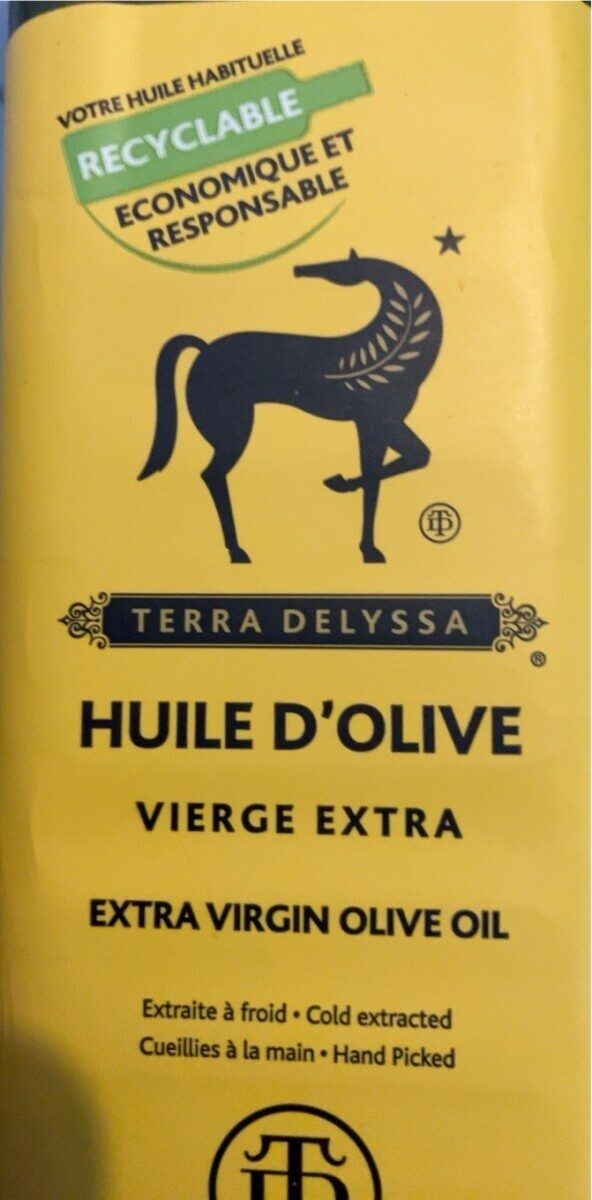 VOTRE HUILE HABITUELLE
RECYCLABLE
ECONOMIQUE ET
RESPONSABLE
TERRA DELYSSA
®
HUILE D'OLIVE
VIERGE EXTRA
EXTRA VIRGIN OLIVE OIL
Extraite à froid • Cold extracted
Cueillies à la main • Hand Picked